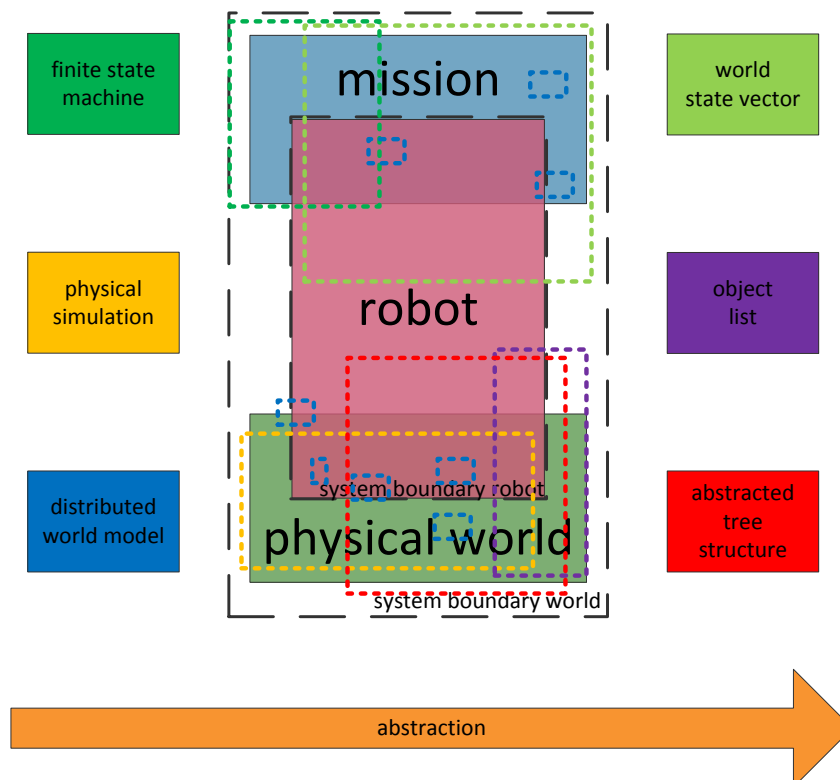 finite state
machine
mission
world
state vector
physical
simulation
robot
object
list
distributed
world model
system boundary robot
physical world
system boundary world
abstracted
tree
structure
abstraction